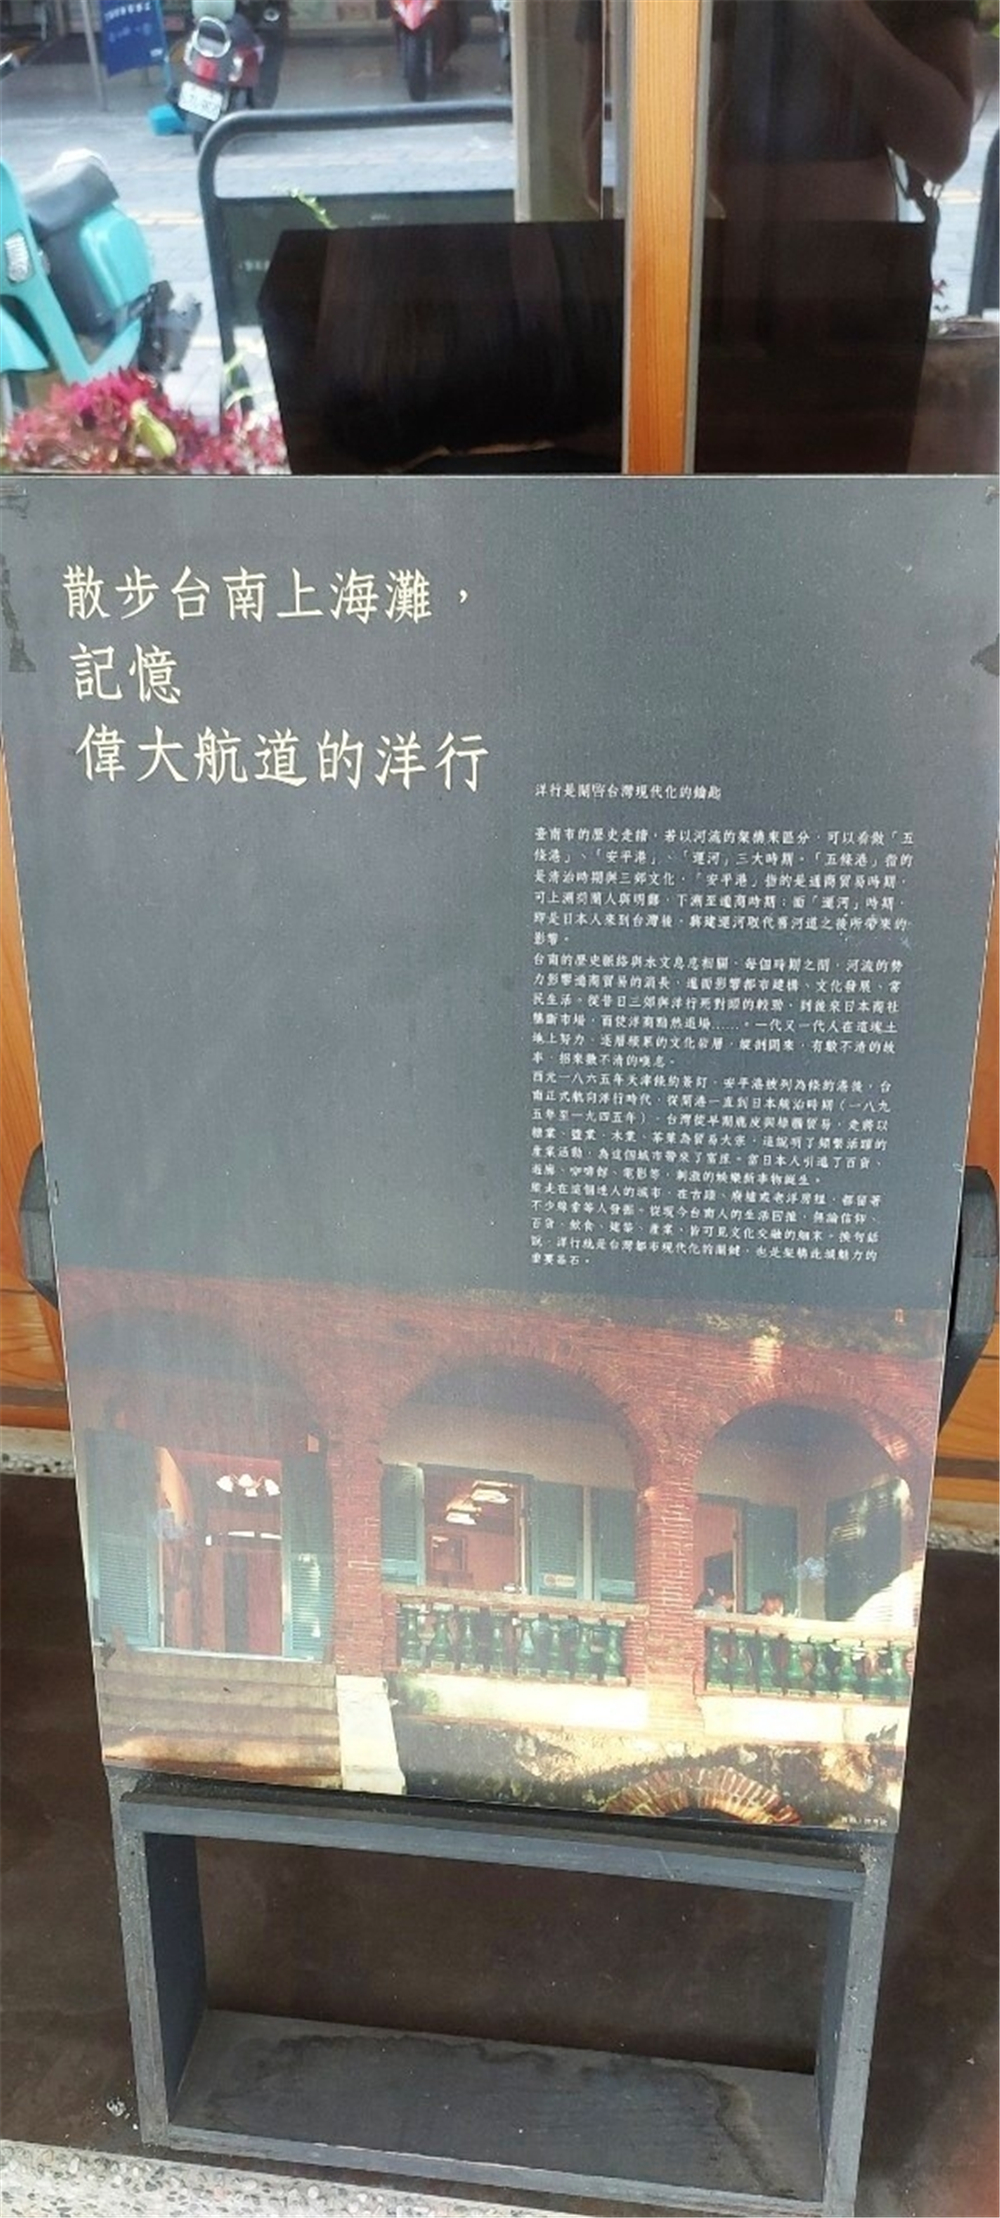 散步台南上海灘，
記憶
偉大航道的洋行
洋行是開啓台灣現代化的鑰匙
臺南市的歷史走讀，若以河流的架構來區分，可以看做「五
條港」、「安平港」、「運河」三大時期。「五條港」指的
是清治時期與三郊文化，「安平港」指的是通商貿易時期，
可上溯荷蘭人與明鄭，下溯至通商時期；而「運河」時期，
即是日本人來到台灣後，興建運河取代舊河道之後所帶來的
影響。
台南的歷史脈絡與水文息息相關，每個時期之間，河流的勢
力影響通商貿易的消長，進而影響都市建構、文化發展、常
民生活。從昔日三郊與洋行死對頭的較勁，到後來日本商社
壟斷市場，而使洋商黯然退場……。一代又一代人在這塊土
地上努力，逐層積累的文化岩層，縱剖開來，有數不清的故
事，招來數不清的嘆息。
西元一八六五年天津條約簽訂，安平港被列為條約港後，台
南正式航向洋行時代，從開港一直到日本統治時期（一八九
五年至一九四五年），台灣從早期鹿皮與樟腦貿易，走將以
糖業、鹽業、木業、茶葉為貿易大宗，這說明了頻繁活躍的
產業活動，為這個城市帶來了富庶。當日本人引進了百貨、
遊廊、咖啡館、電影等，刺激的娛樂新事物誕生。
走在這個迷人的城市，在古蹟、廢墟或老洋房裡，都留著
不少線索等人發掘。從現今台南人的生活回推，無論信仰、
百貨、飲食、建築、產業，皆可見文化交融的細末。換句話
說，洋行就是台灣都市現代化的關鍵，也是架構此城魅力的
重要基石。